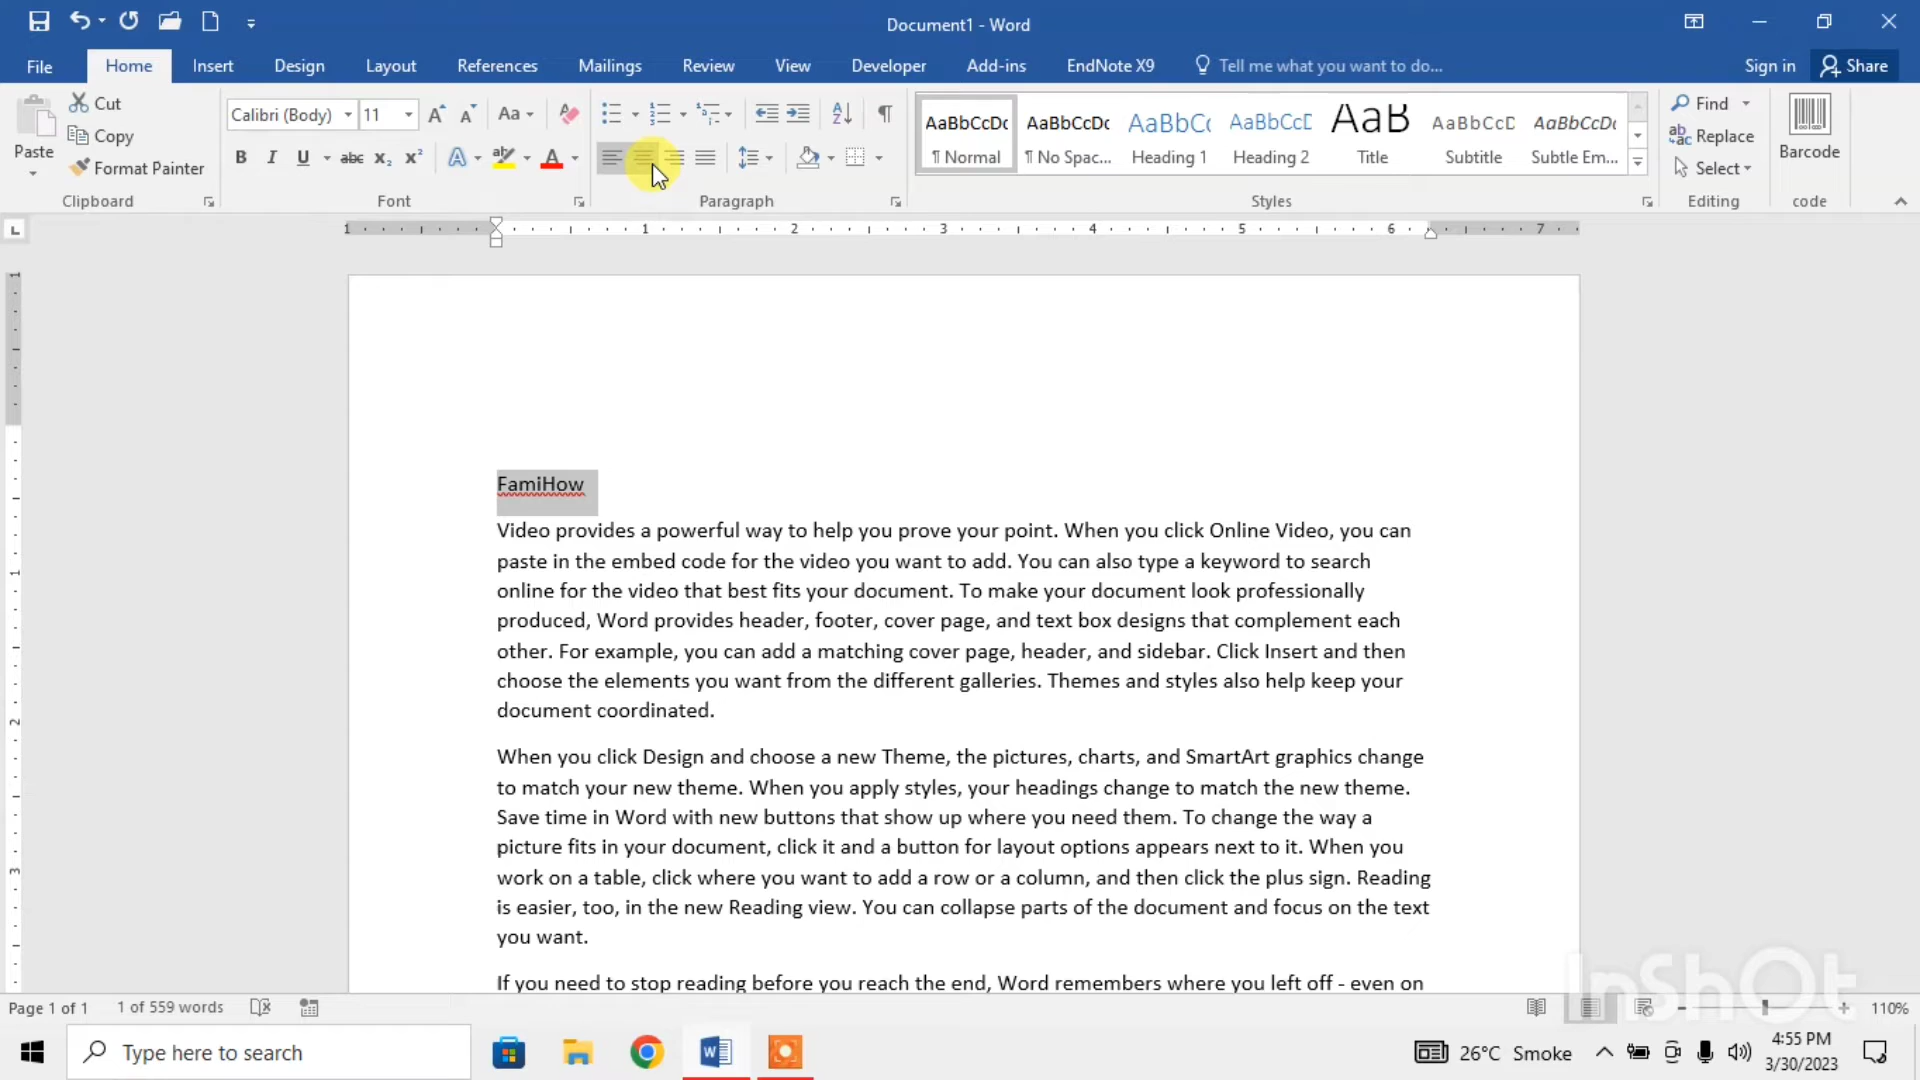 Document1 - Word
File Home Insert Design Layout References Mailings Review View Developer Add-ins EndNote X9 Tell me what you want to do... Sign in Share
Paste
Cut
Copy
Format Painter
Clipboard
Calibri (Body) 11 Aa
B I U abc X₂ X² A ab A
Font
Paragraph
AaBbCcDc AaBbCcDc AaBbC AaBbCcD AaB AaBbCcD AaBbCcDc
¶ Normal ¶ No Spac... Heading 1 Heading 2 Title Subtitle Subtle Em...
Styles
Find
Replace
Select
Editing
Barcode
code
1 1 2 3 4 5 6 7
FamiHow
Video provides a powerful way to help you prove your point. When you click Online Video, you can
paste in the embed code for the video you want to add. You can also type a keyword to search
online for the video that best fits your document. To make your document look professionally
produced, Word provides header, footer, cover page, and text box designs that complement each
other. For example, you can add a matching cover page, header, and sidebar. Click Insert and then
choose the elements you want from the different galleries. Themes and styles also help keep your
document coordinated.
When you click Design and choose a new Theme, the pictures, charts, and SmartArt graphics change
to match your new theme. When you apply styles, your headings change to match the new theme.
Save time in Word with new buttons that show up where you need them. To change the way a
picture fits in your document, click it and a button for layout options appears next to it. When you
work on a table, click where you want to add a row or a column, and then click the plus sign. Reading
is easier, too, in the new Reading view. You can collapse parts of the document and focus on the text
you want.
If you need to stop reading before you reach the end, Word remembers where you left off - even on
InShOt
Page 1 of 1 1 of 559 words 110%
Type here to search
26°C Smoke
4:55 PM
3/30/2023